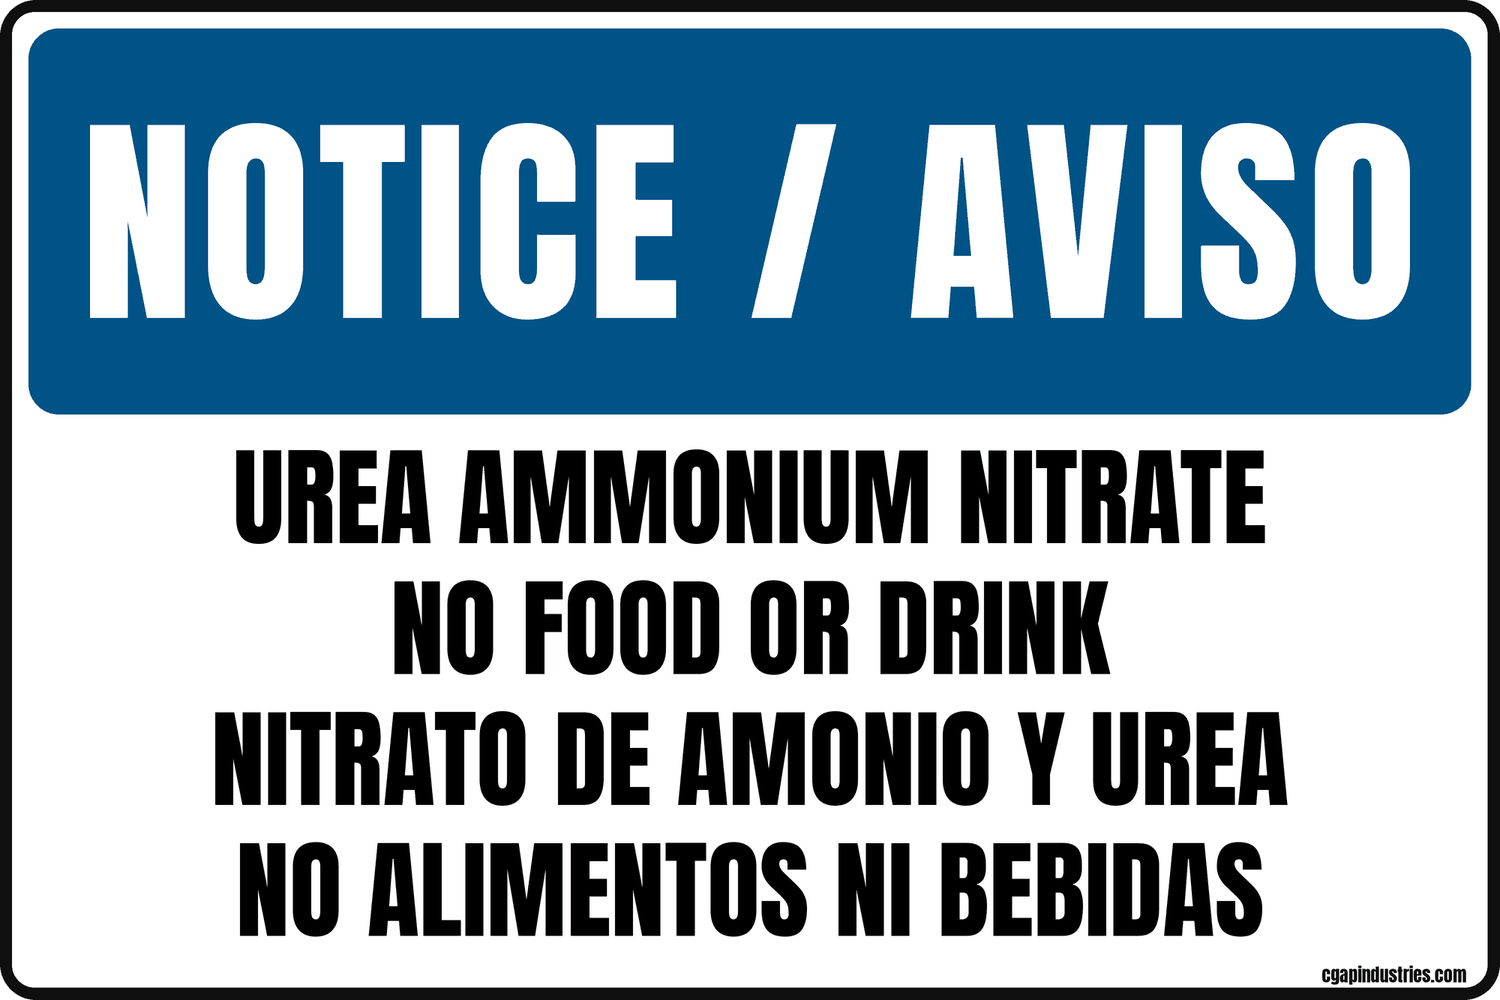 NOTICE / AVISO
UREA AMMONIUM NITRATE
NO FOOD OR DRINK
NITRATO DE AMONIO Y UREA
NO ALIMENTOS NI BEBIDAS
cgapindustries.com